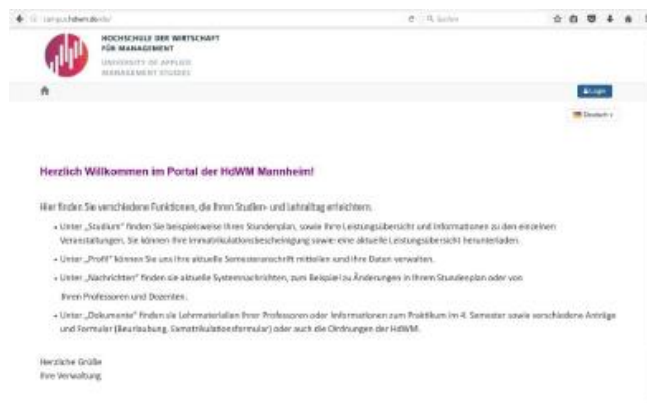 campus.hdwm.de/de/
Suchen
HOCHSCHULE DER WIRTSCHAFT
FÜR MANAGEMENT
UNIVERSITY OF APPLIED
MANAGEMENT STUDIES
Login
Deutsch
Herzlich Willkommen im Portal der HdWM Mannheim!
Hier finden Sie verschiedene Funktionen, die Ihren Studien- und Lehralltag erleichtern.
• Unter „Studium“ finden Sie beispielsweise Ihren Stundenplan, sowie Ihre Leistungsübersicht und Informationen zu den einzelnen
Veranstaltungen. Sie können Ihre Immatrikulationsbescheinigung sowie eine aktuelle Leistungsübersicht herunterladen.
• Unter „Profil“ können Sie uns Ihre aktuelle Semesteranschrift mitteilen und Ihre Daten verwalten.
• Unter „Nachrichten“ finden sie aktuelle Systemnachrichten, zum Beispiel zu Änderungen in Ihrem Stundenplan oder von
Ihren Professoren und Dozenten.
• Unter „Dokumente“ finden sie Lehrmaterialien Ihrer Professoren oder Informationen zum Praktikum im 4. Semester sowie verschiedene Anträge
und Formular (Beurlaubung, Exmatrikulationsformular) oder auch die Ordnungen der HdWM.
Herzliche Grüße
Ihre Verwaltung